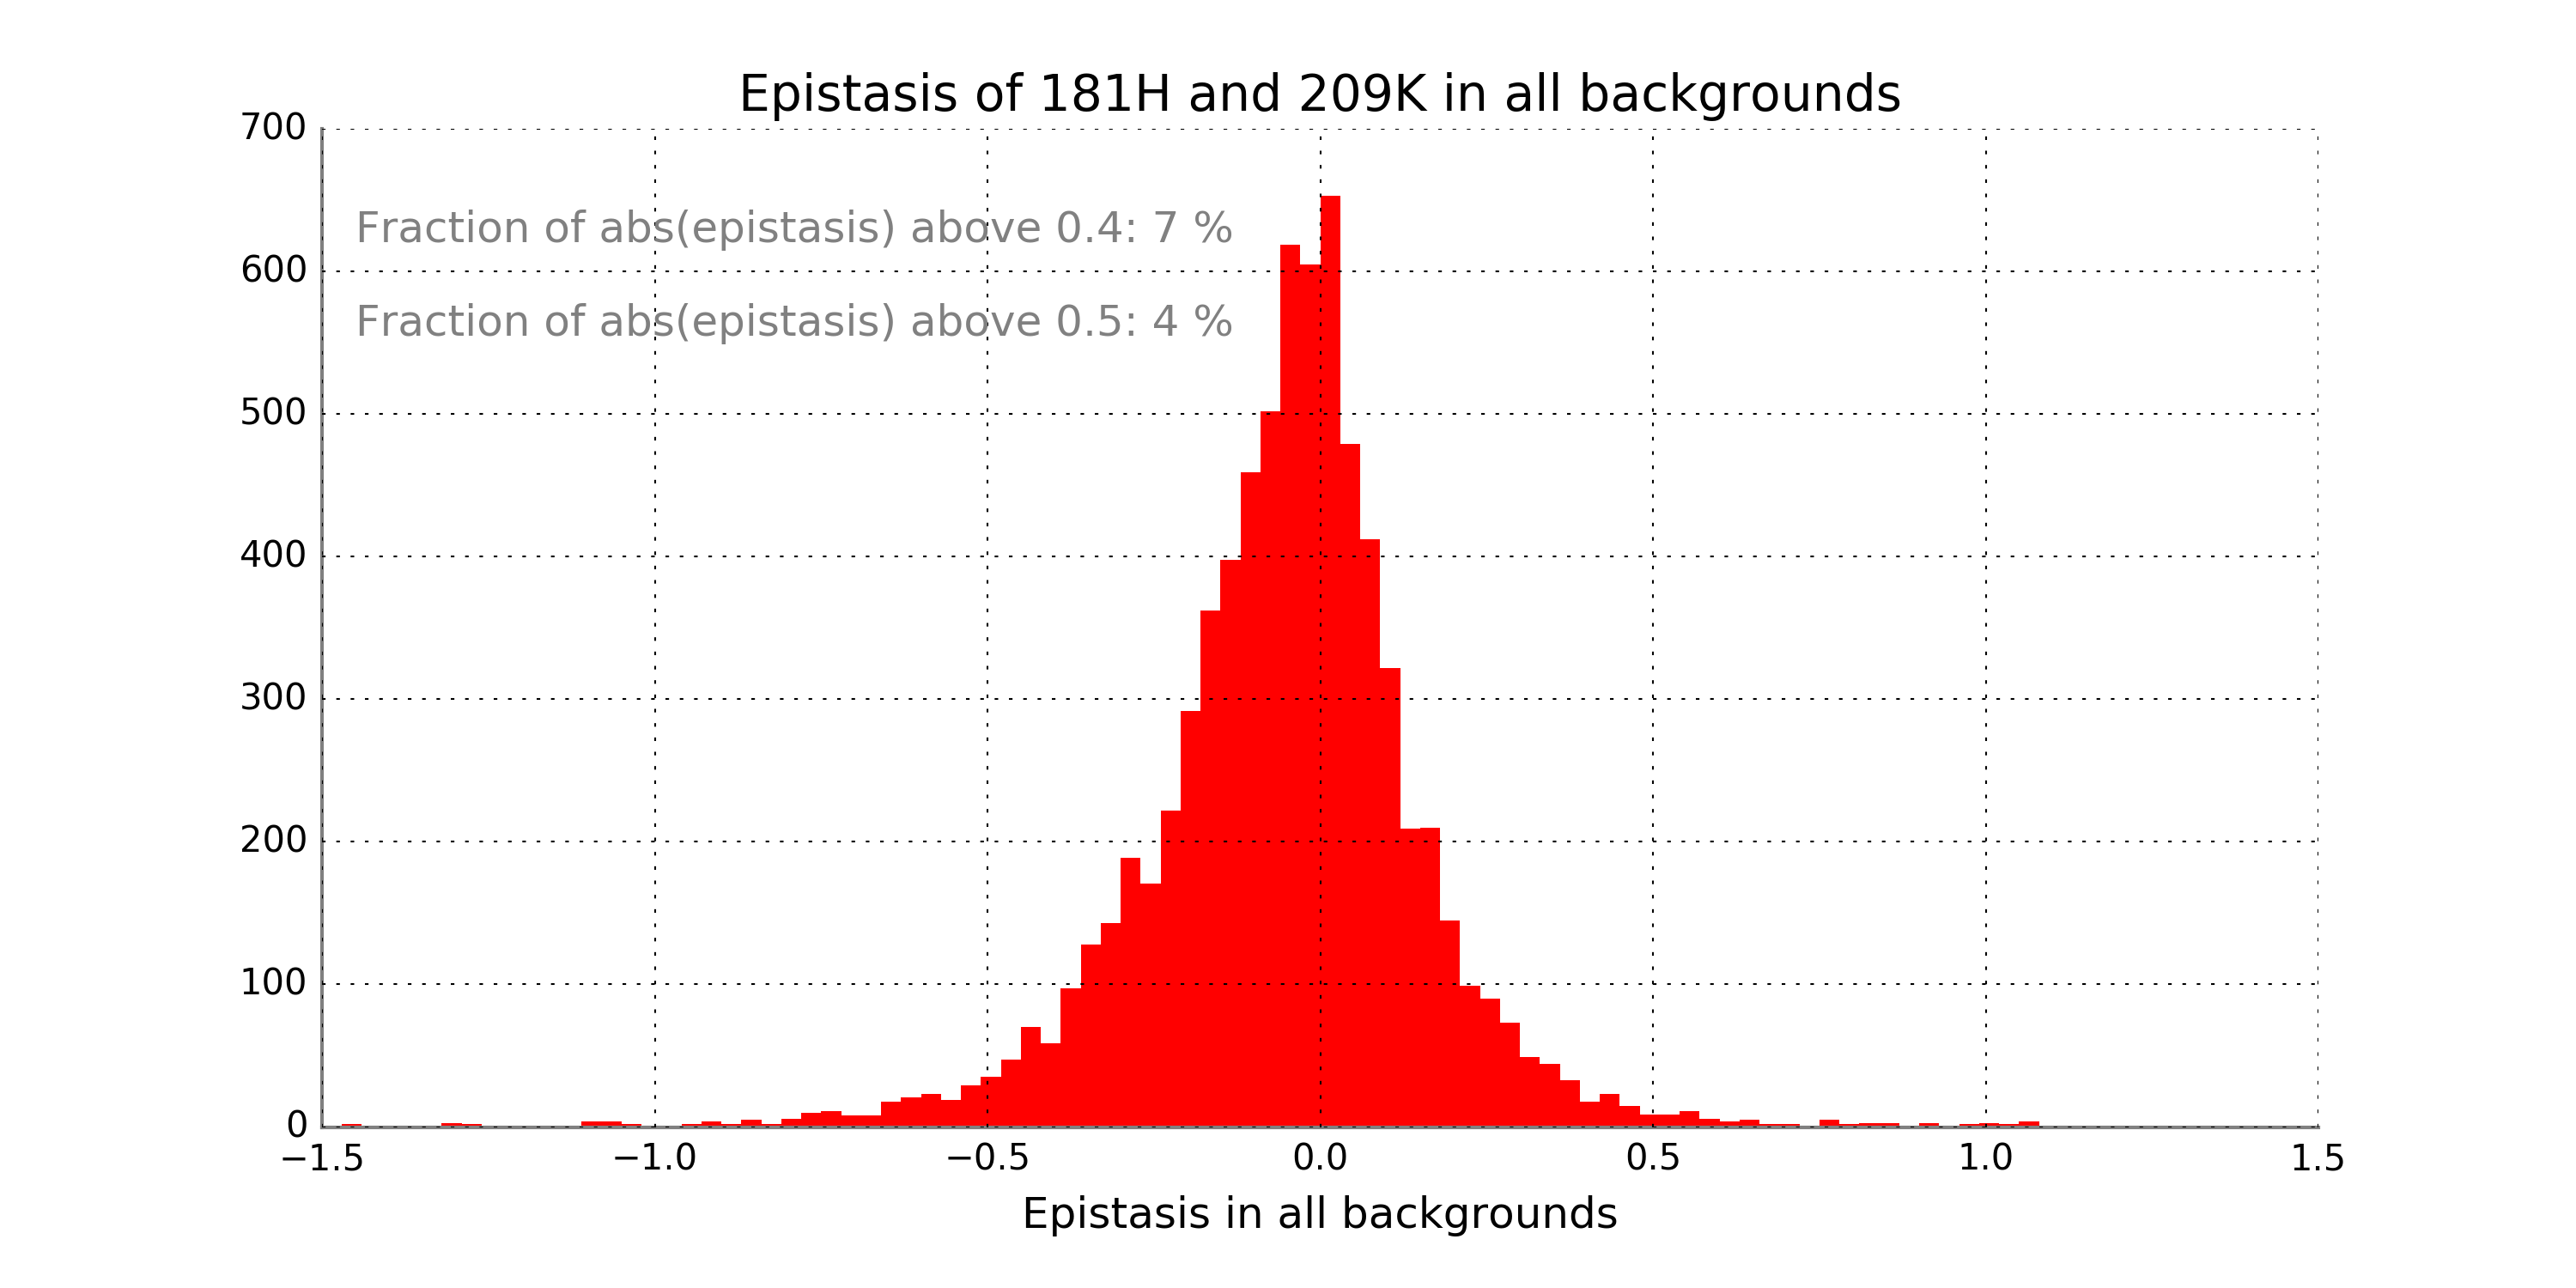 Epistasis of 181H and 209K in all backgrounds
700
Fraction of abs(epistasis) above 0.4: 7 %
600
Fraction of abs(epistasis) above 0.5: 4 %
500
400
300
200
100
0
−1.5 −1.0 −0.5 0.0 0.5 1.0 1.5
Epistasis in all backgrounds